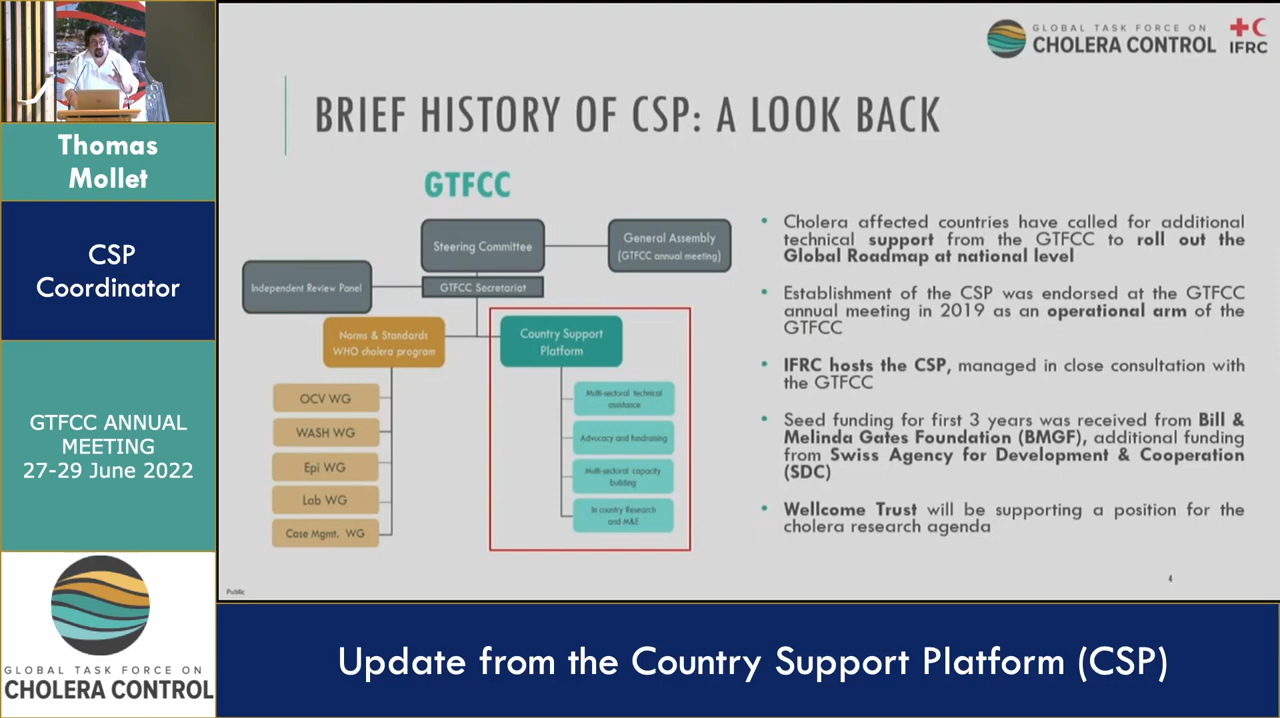 Thomas
Mollet
CSP
Coordinator
GTFCC ANNUAL
MEETING
27-29 June 2022
GLOBAL TASK FORCE ON
CHOLERA CONTROL
GLOBAL TASK FORCE ON
CHOLERA CONTROL
IFRC
BRIEF HISTORY OF CSP: A LOOK BACK
GTFCC
Steering Committee
General Assembly
(GTFCC annual meeting)
Independent Review Panel
GTFCC Secretariat
Norms & Standards
WHO cholera program
Country Support
Platform
OCV WG
WASH WG
Epi WG
Lab WG
Case Mgmt. WG
Multi-sectoral technical
assistance
Advocacy and fundraising
Multi-sectoral capacity
building
In country Research
and M&E
• Cholera affected countries have called for additional
technical support from the GTFCC to roll out the
Global Roadmap at national level
• Establishment of the CSP was endorsed at the GTFCC
annual meeting in 2019 as an operational arm of the
GTFCC
• IFRC hosts the CSP, managed in close consultation with
the GTFCC
• Seed funding for first 3 years was received from Bill &
Melinda Gates Foundation (BMGF), additional funding
from Swiss Agency for Development & Cooperation
(SDC)
• Wellcome Trust will be supporting a position for the
cholera research agenda
Public
4
Update from the Country Support Platform (CSP)